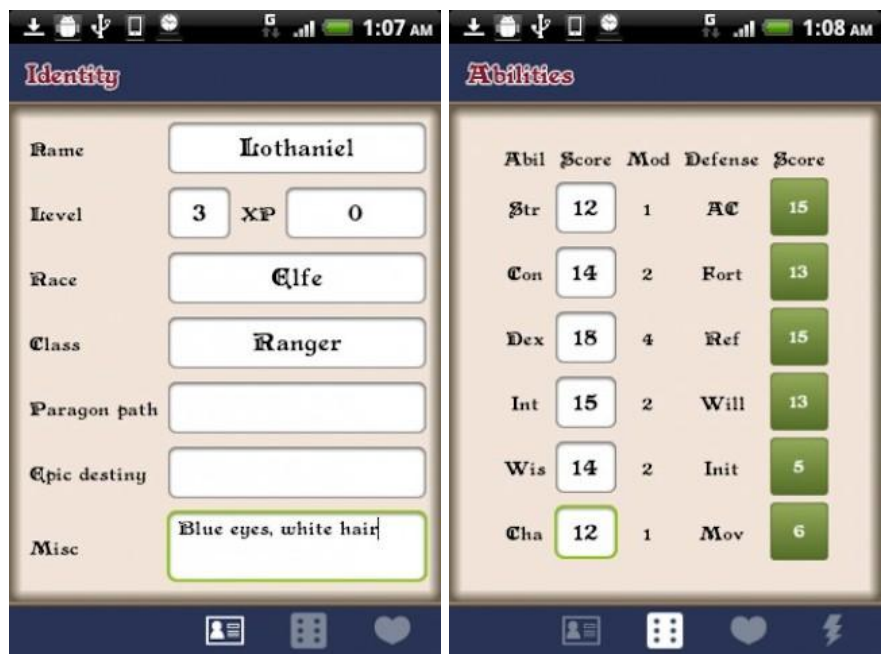 G 1:07 AM
Identity
Name Lothaniel
Level 3 XP 0
Race Elfe
Class Ranger
Paragon path
Epic destiny
Misc Blue eyes, white hair
G 1:08 AM
Abilities
Abil Score Mod Defense Score
Str 12 1 AC 15
Con 14 2 Fort 13
Dex 18 4 Ref 15
Int 15 2 Will 13
Wis 14 2 Init 5
Cha 12 1 Mov 6